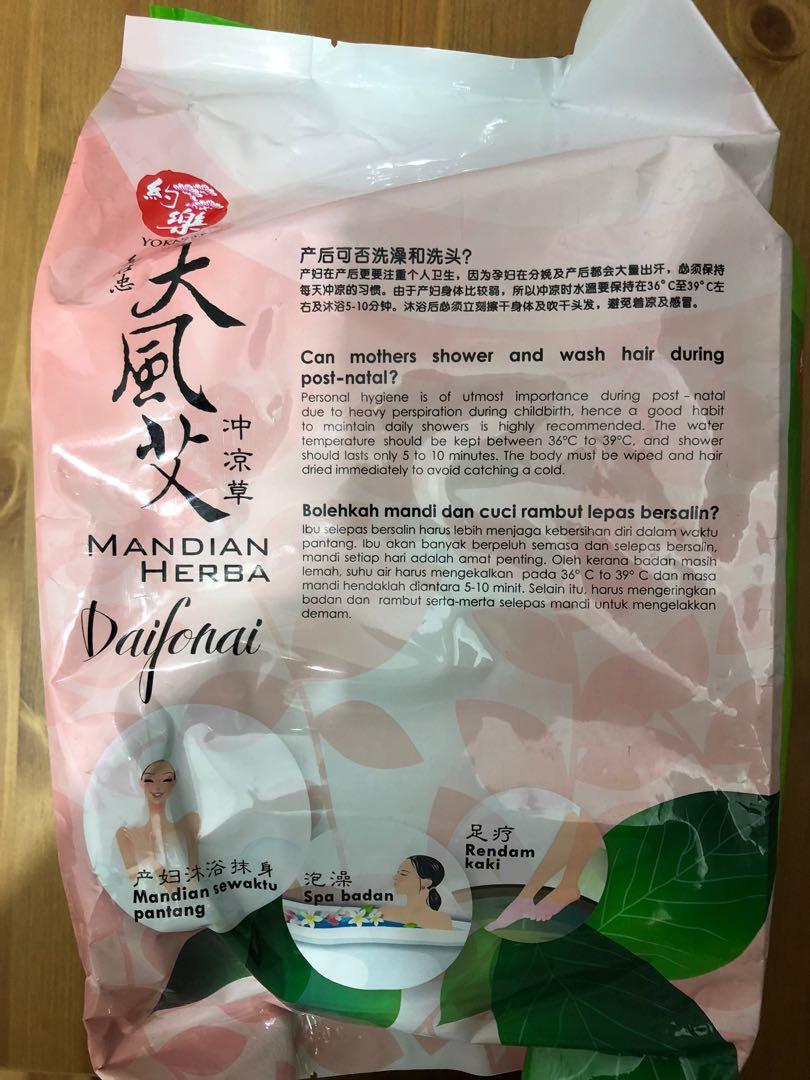 約
樂
大
風
艾
冲
凉
草
MANDIAN
HERBA
Daifonai
产后可否洗澡和洗头?
产妇在产后更要注重个人卫生，因为孕妇在分娩及产后都会大量出汗，必须保持
每天冲凉的习惯。由于产妇身体比较弱，所以冲凉时水温要保持在36°C至39°C左
右及沐浴5-10分钟。沐浴后必须立刻擦干身体及吹干头发，避免着凉及感冒。
Can mothers shower and wash hair during
post-natal?
Personal hygiene is of utmost importance during post - natal
due to heavy perspiration during childbirth, hence a good habit
to maintain daily showers is highly recommended. The water
temperature should be kept between 36°C to 39°C, and shower
should lasts only 5 to 10 minutes. The body must be wiped and hair
dried immediately to avoid catching a cold.
Bolehkah mandi dan cuci rambut lepas bersalin?
Ibu selepas bersalin harus lebih menjaga kebersihan diri dalam waktu
pantang. Ibu akan banyak berpeluh semasa dan selepas bersalin,
mandi setiap hari adalah amat penting. Oleh kerana badan masih
lemah, suhu air harus mengekalkan pada 36° C to 39° C dan masa
mandi hendaklah diantara 5-10 minit. Selain itu, harus mengeringkan
badan dan rambut serta-merta selepas mandi untuk mengelakkan
demam.
产妇沐浴抹身
Mandian sewaktu
pantang
泡澡
Spa badan
足疗
Rendam
kaki